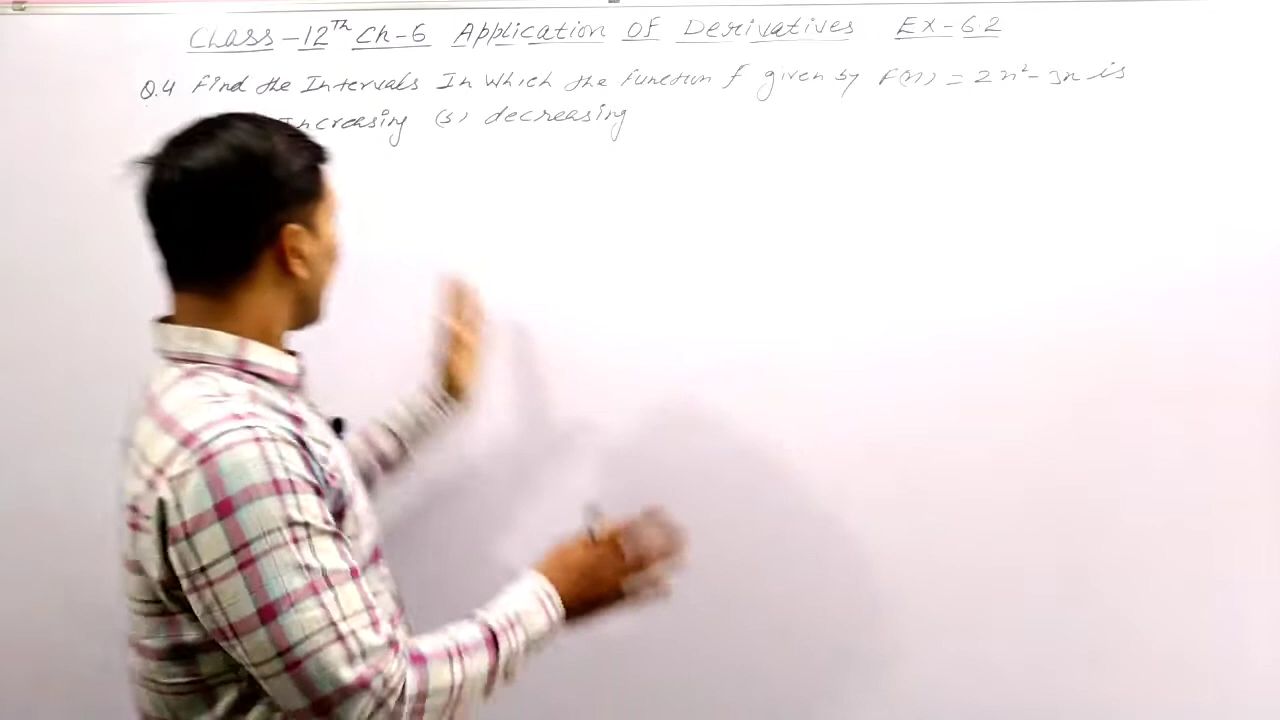 Class-12th Ch-6 Application of Derivatives Ex-6.2
Q.4 Find the Intervals In which the function f given by F(x) = 2x²-3x is
Increasing (b) decreasing